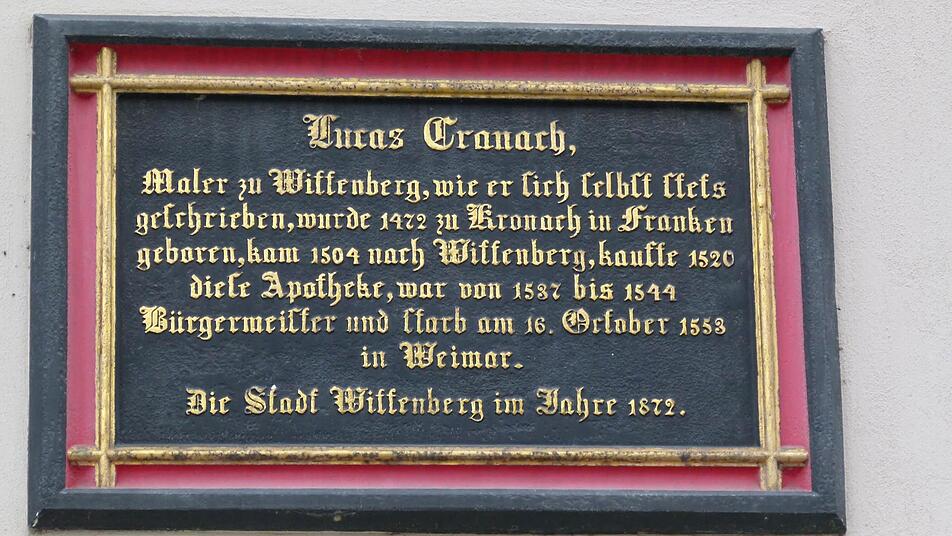 Lucas Cranach,
Maler zu Wittenberg, wie er sich selbst stets
geschrieben, wurde 1472 zu Kronach in Franken
geboren, kam 1504 nach Wittenberg, kaufte 1520
diese Apotheke, war von 1537 bis 1544
Bürgermeister und starb am 16. October 1553
in Weimar.
Die Stadt Wittenberg im Jahre 1872.